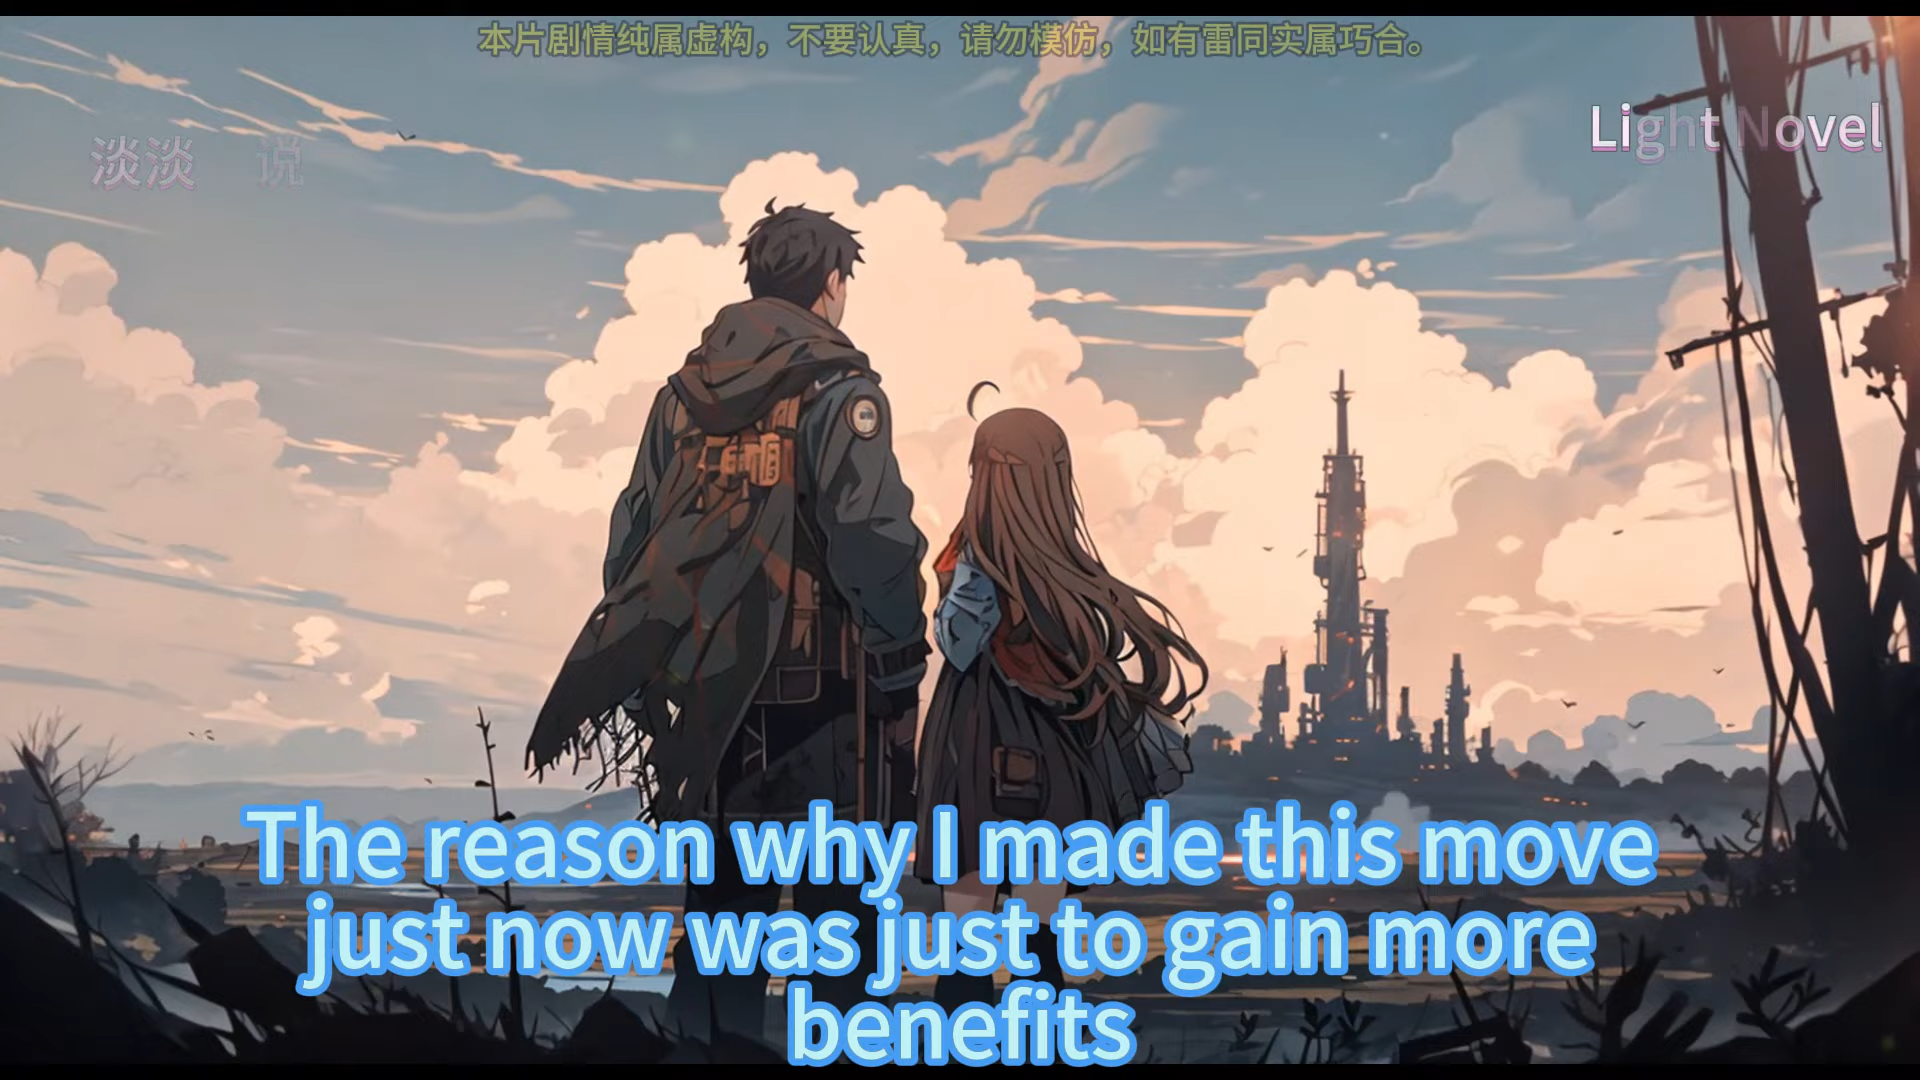 本片剧情纯属虚构，不要认真，请勿模仿，如有雷同实属巧合。
Light Novel
淡淡 说
The reason why I made this move
just now was just to gain more
benefits